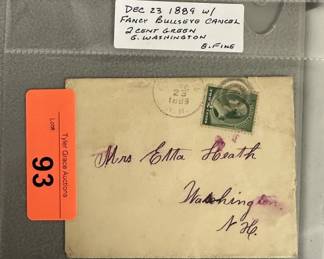 DEC 23 1889 W/
FANCY BULLSEYE CANCEL
2 CENT GREEN
G. WASHINGTON
B. FINE
23
1889
Tyler Grace Auctions
Lot#
93
Mrs Etta Heath
Washington
N.H.